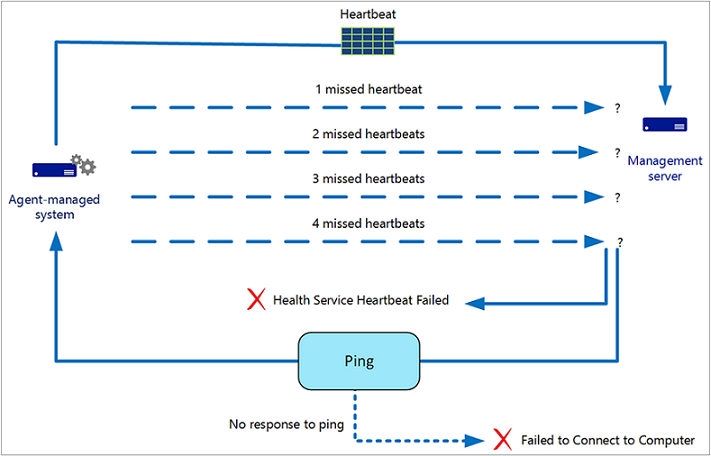 Heartbeat
1 missed heartbeat
?
2 missed heartbeats
?
Management
server
3 missed heartbeats
?
Agent-managed
system
4 missed heartbeats
?
Health Service Heartbeat Failed
Ping
No response to ping
Failed to Connect to Computer